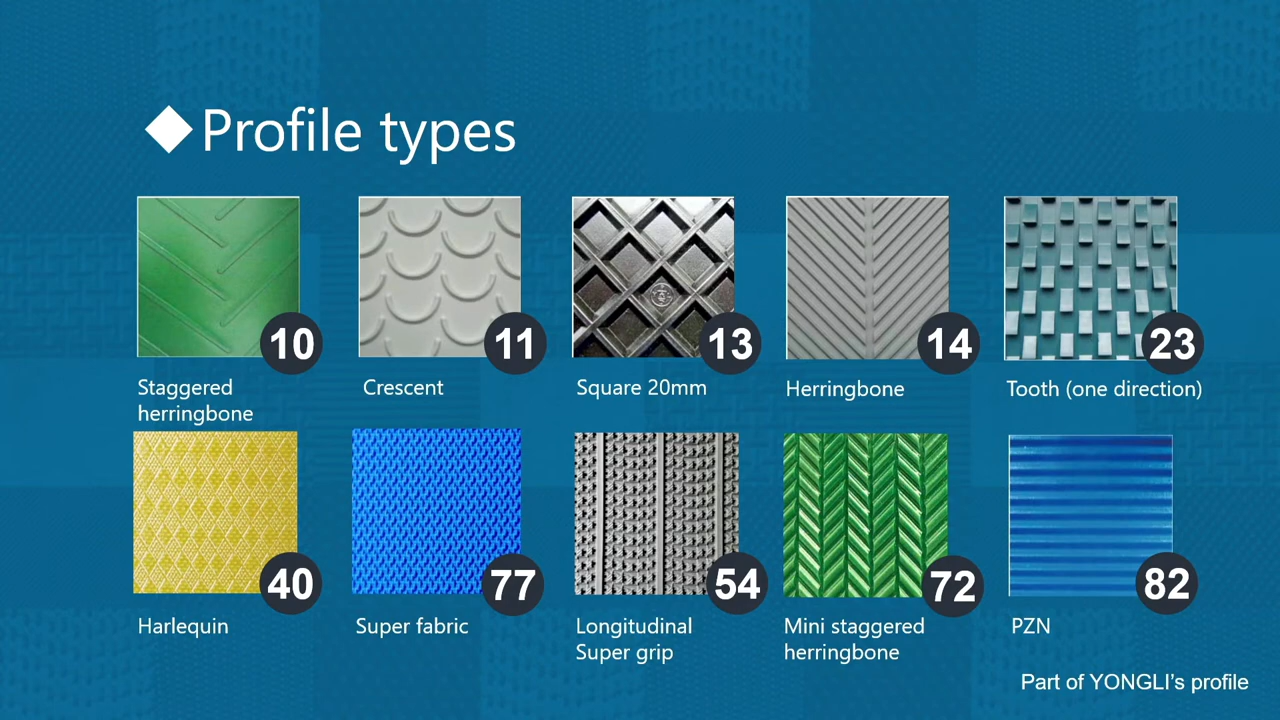 Profile types
10
11
13
14
23
Staggered
herringbone
Crescent
Square 20mm
Herringbone
Tooth (one direction)
40
77
54
72
82
Harlequin
Super fabric
Longitudinal
Super grip
Mini staggered
herringbone
PZN
Part of YONGLI's profile